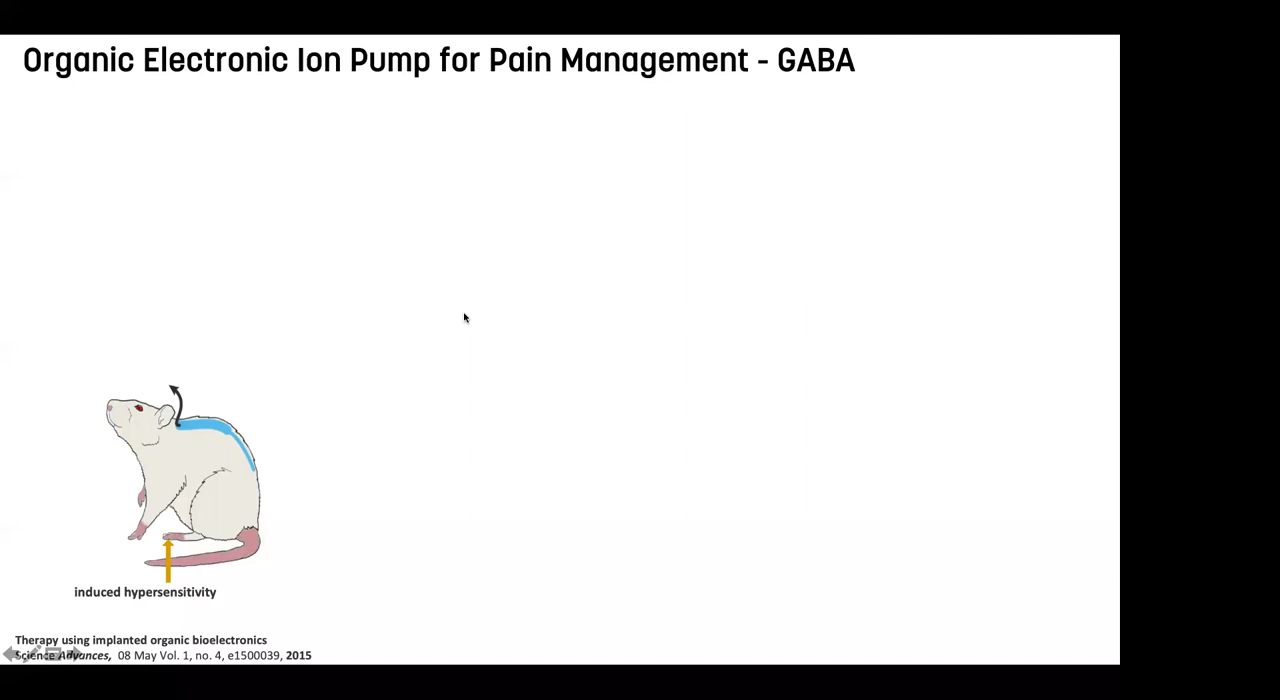 Organic Electronic Ion Pump for Pain Management - GABA
induced hypersensitivity
Therapy using implanted organic bioelectronics
Science Advances, 08 May Vol. 1, no. 4, e1500039, 2015